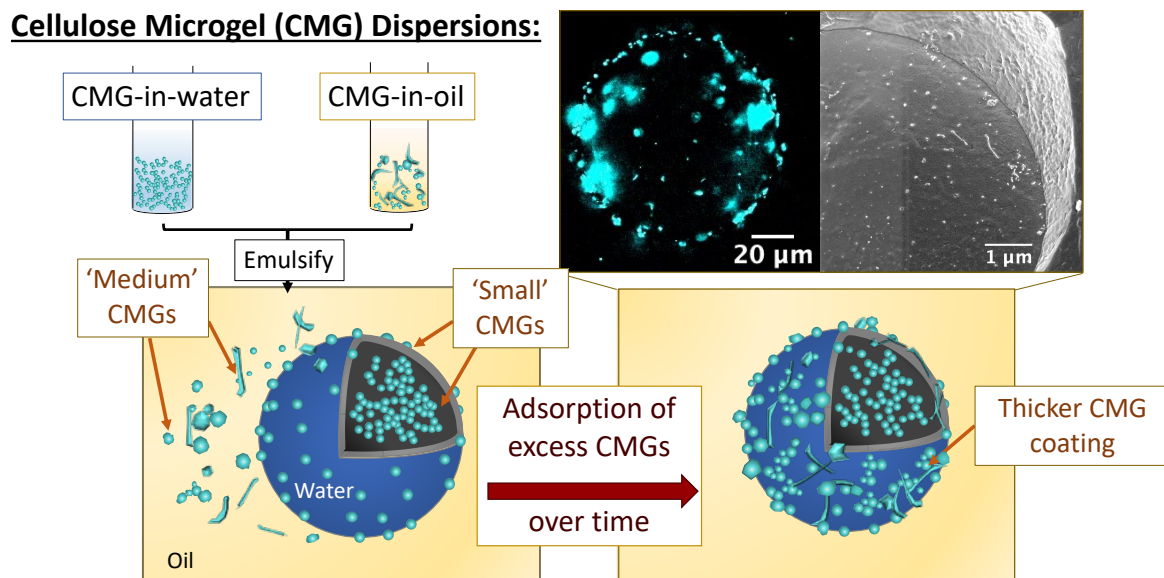 Cellulose Microgel (CMG) Dispersions:
CMG-in-water
CMG-in-oil
20 µm
1 µm
Emulsify
‘Medium’
CMGs
‘Small’
CMGs
Water
Oil
Adsorption of
excess CMGs
over time
Thicker CMG
coating